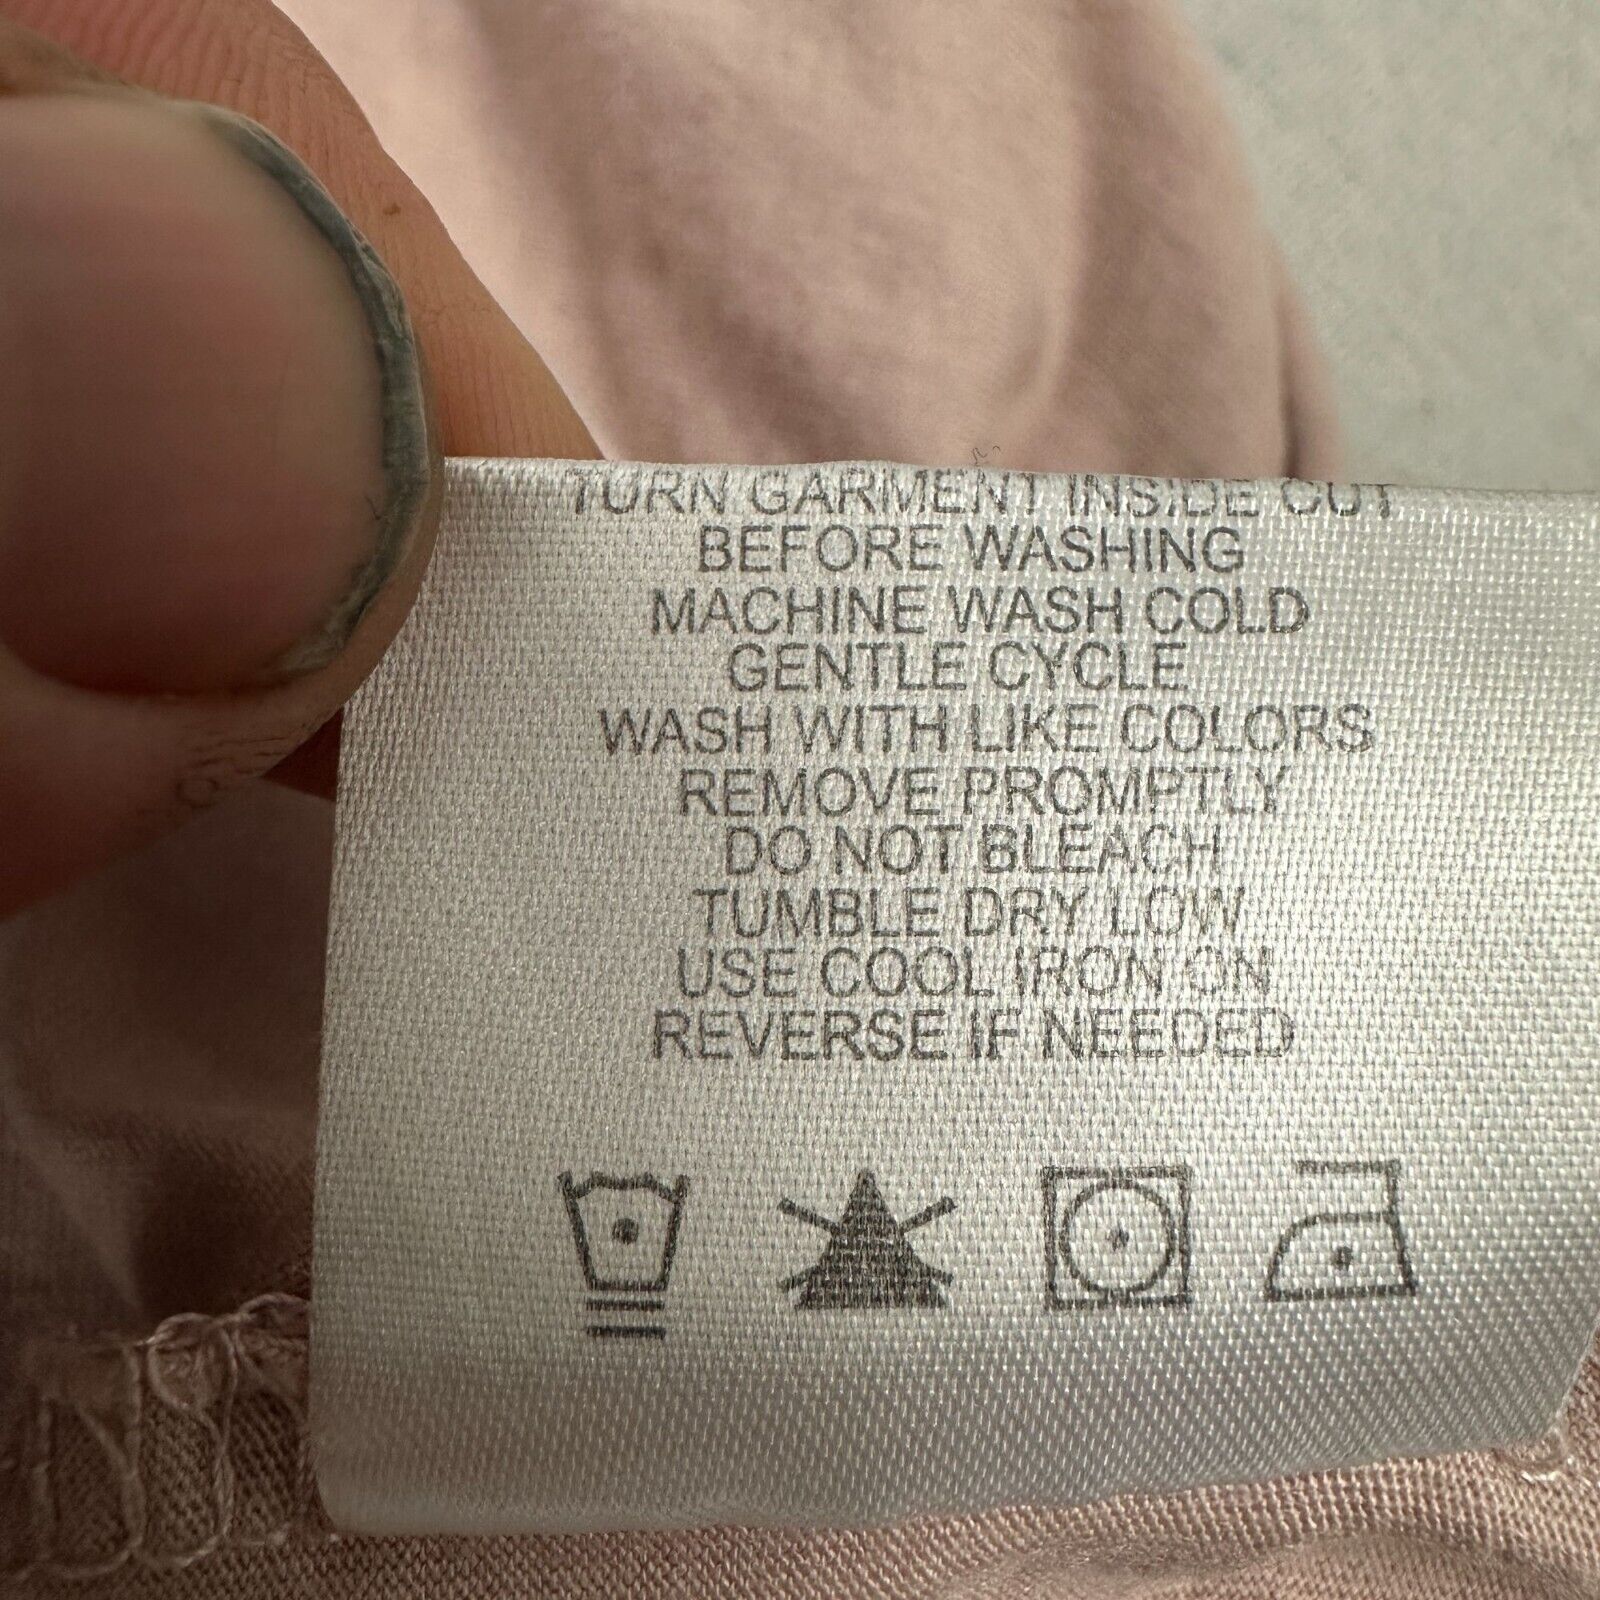 TURN GARMENT INSIDE OUT
BEFORE WASHING
MACHINE WASH COLD
GENTLE CYCLE
WASH WITH LIKE COLORS
REMOVE PROMPTLY
DO NOT BLEACH
TUMBLE DRY LOW
USE COOL IRON ON
REVERSE IF NEEDED